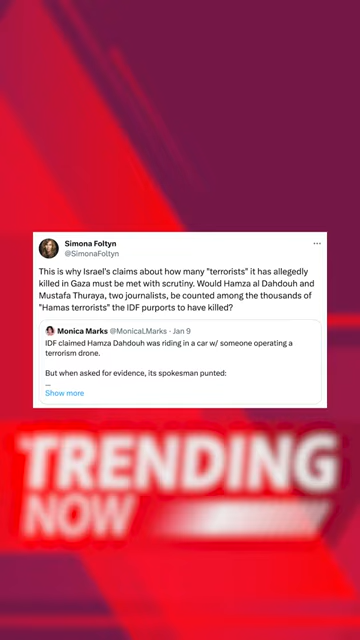 Simona Foltyn
@SimonaFoltyn
...
This is why Israel's claims about how many "terrorists" it has allegedly
killed in Gaza must be met with scrutiny. Would Hamza al Dahdouh and
Mustafa Thuraya, two journalists, be counted among the thousands of
"Hamas terrorists" the IDF purports to have killed?
Monica Marks @MonicaLMarks · Jan 9
IDF claimed Hamza Dahdouh was riding in a car w/ someone operating a
terrorism drone.
But when asked for evidence, its spokesman punted:
...
Show more
TRENDING
NOW